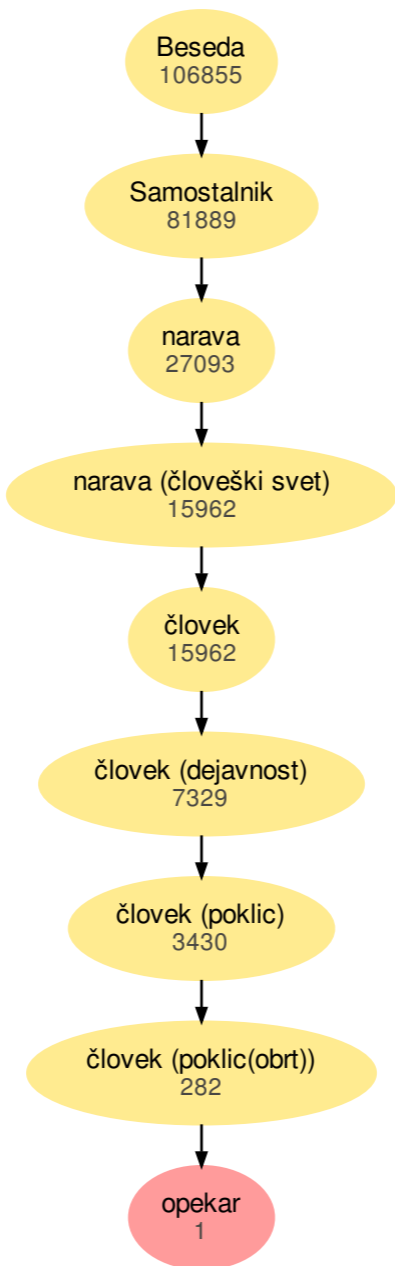 Beseda
106855
Samostalnik
81889
narava
27093
narava (človeški svet)
15962
človek
15962
človek (dejavnost)
7329
človek (poklic)
3430
človek (poklic(obrt))
282
opekar
1